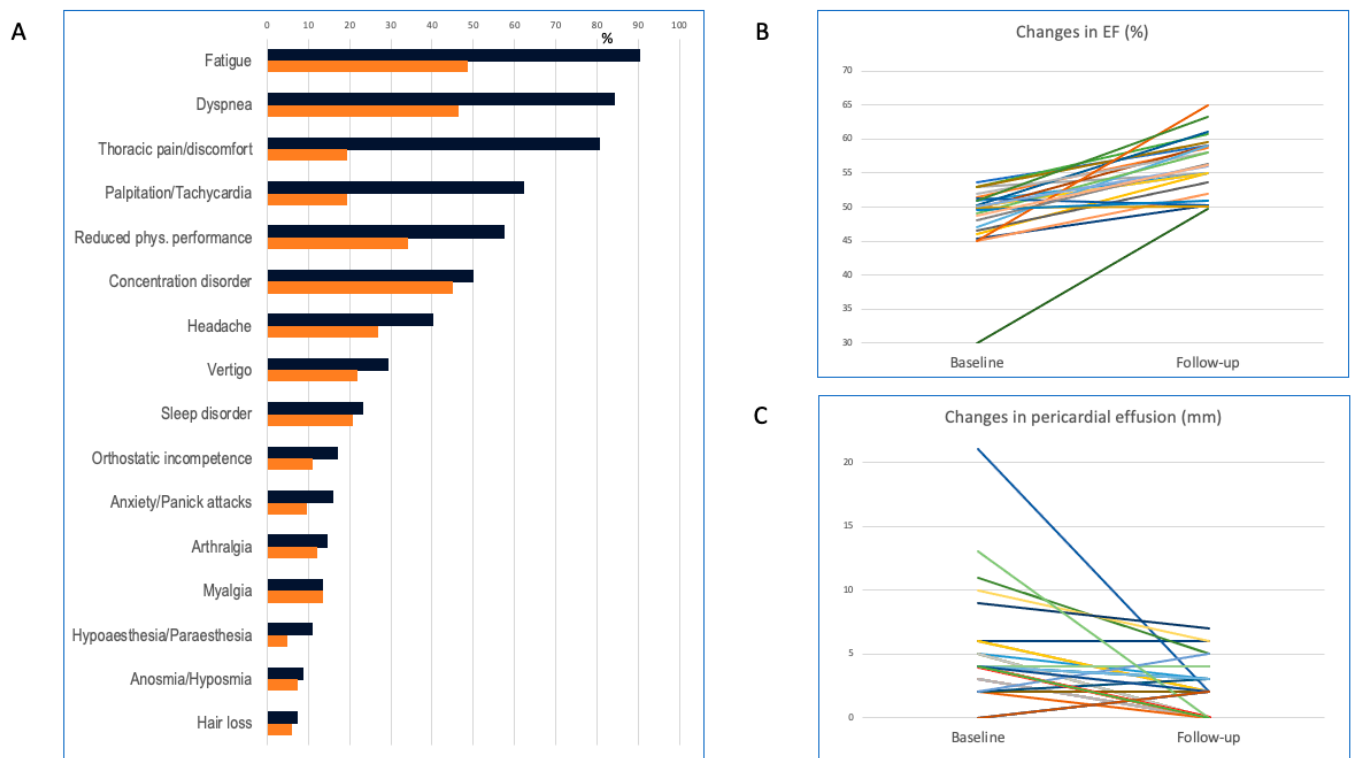 A
0 10 20 30 40 50 60 70 80 90 100
%
Fatigue
Dyspnea
Thoracic pain/discomfort
Palpitation/Tachycardia
Reduced phys. performance
Concentration disorder
Headache
Vertigo
Sleep disorder
Orthostatic incompetence
Anxiety/Panick attacks
Arthralgia
Myalgia
Hypoaesthesia/Paraesthesia
Anosmia/Hyposmia
Hair loss
B
Changes in EF (%)
70
65
60
55
50
45
40
35
30
Baseline Follow-up
C
Changes in pericardial effusion (mm)
20
15
10
5
0
Baseline Follow-up